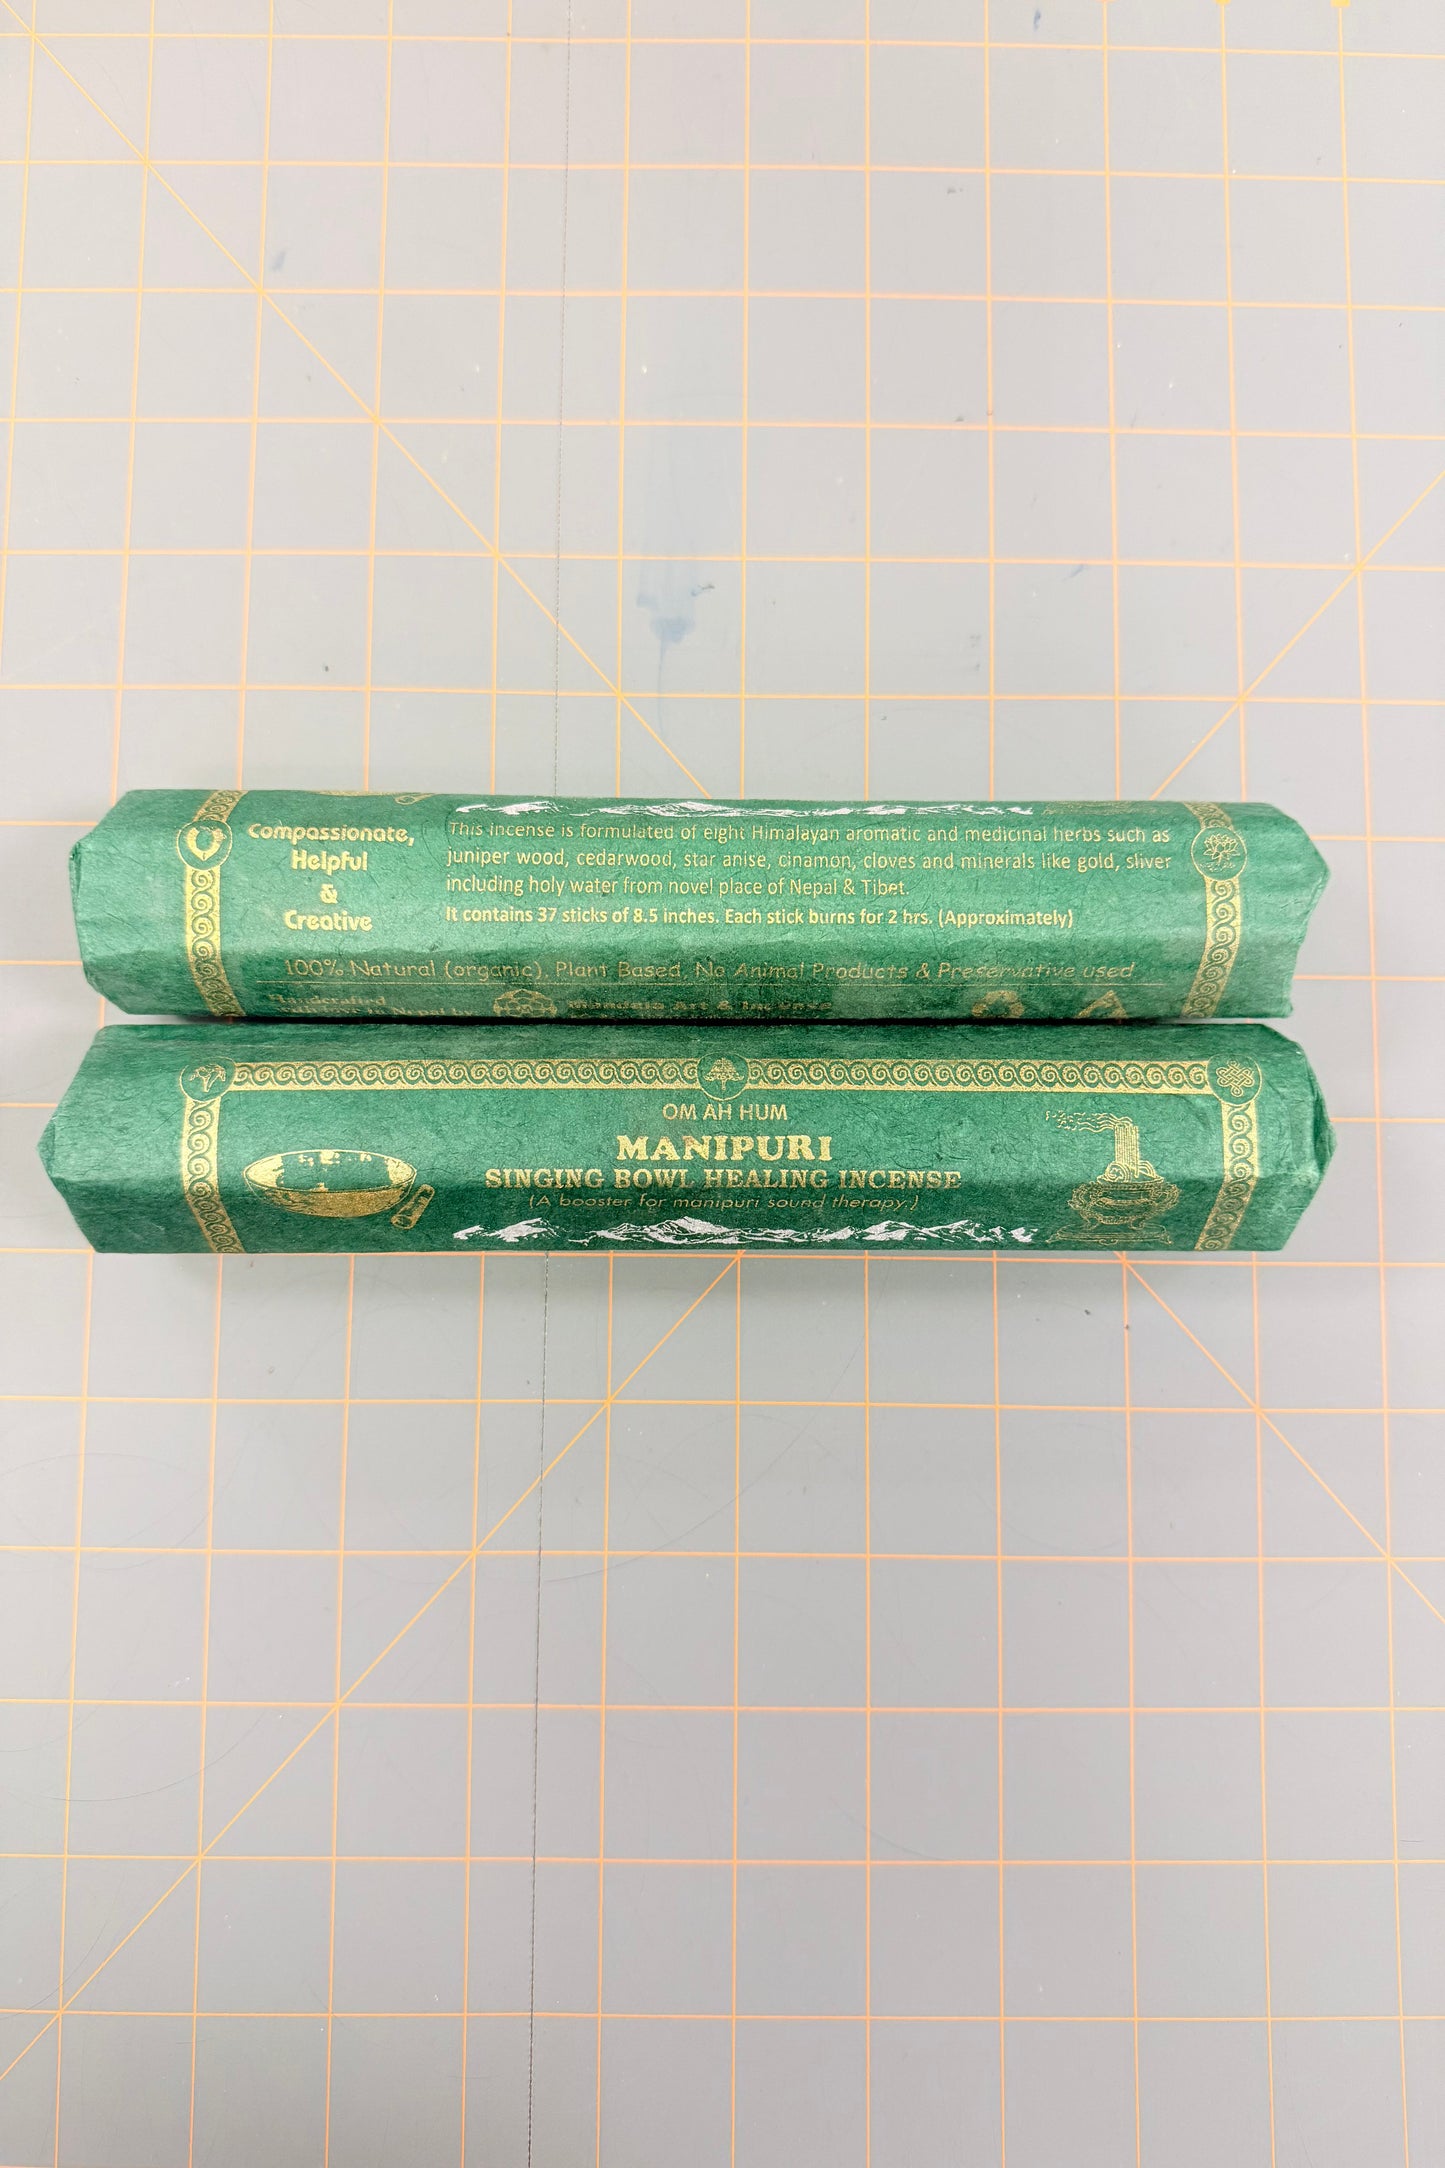 Compassionate,
Helpful
&
Creative
This incense is formulated of eight Himalayan aromatic and medicinal herbs such as
juniper wood, cedarwood, star anise, cinamon, cloves and minerals like gold, sliver
including holy water from novel place of Nepal & Tibet.
It contains 37 sticks of 8.5 inches. Each stick burns for 2 hrs. (Approximately)
100% Natural (organic), Plant Based, No Animal Products & Preservative used
Handcrafted
Art & Incense
OM AH HUM
MANIPURI
SINGING BOWL HEALING INCENSE
(A booster for manipuri sound therapy.)